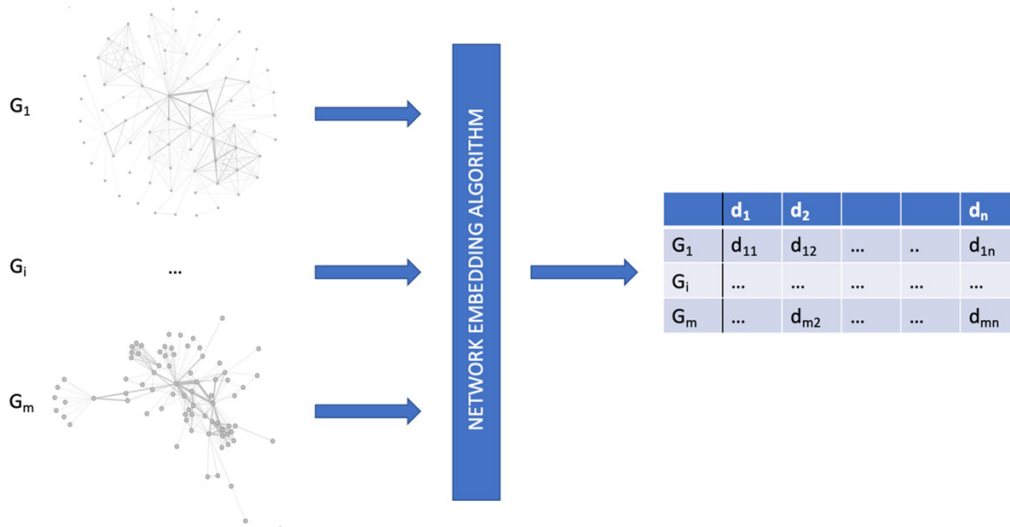 G1
Gi
...
Gm
NETWORK EMBEDDING ALGORITHM
d1 d2 dn
G1 d11 d12 ... .. d1n
Gi ... ... ... ... ...
Gm ... dm2 ... ... dmn